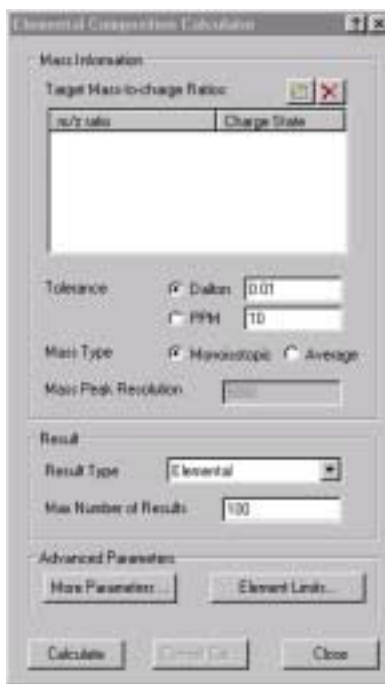 Elemental Composition Calculator
Mass Information
Target Mass-to-charge Ratios:
m/z ratio Charge State
Tolerance Dalton 0.01
PPM 10
Mass Type Monoisotopic Average
Mass Peak Resolution
Result
Result Type Elemental
Max Number of Results 100
Advanced Parameters
More Parameters... Element Limits...
Calculate Close